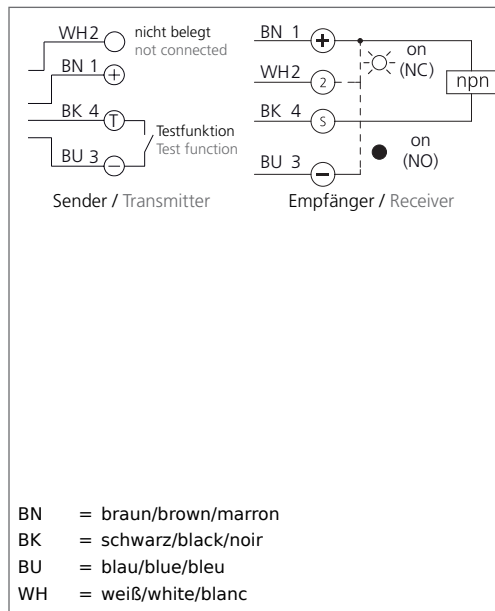 WH2 nicht belegt
not connected
BN 1 +
BK 4 T
Testfunktion
Test function
BU 3 −
Sender / Transmitter
BN 1 +
on
(NC)
WH2 2
npn
BK 4 S
on
(NO)
BU 3 −
Empfänger / Receiver
BN = braun/brown/marron
BK = schwarz/black/noir
BU = blau/blue/bleu
WH = weiß/white/blanc